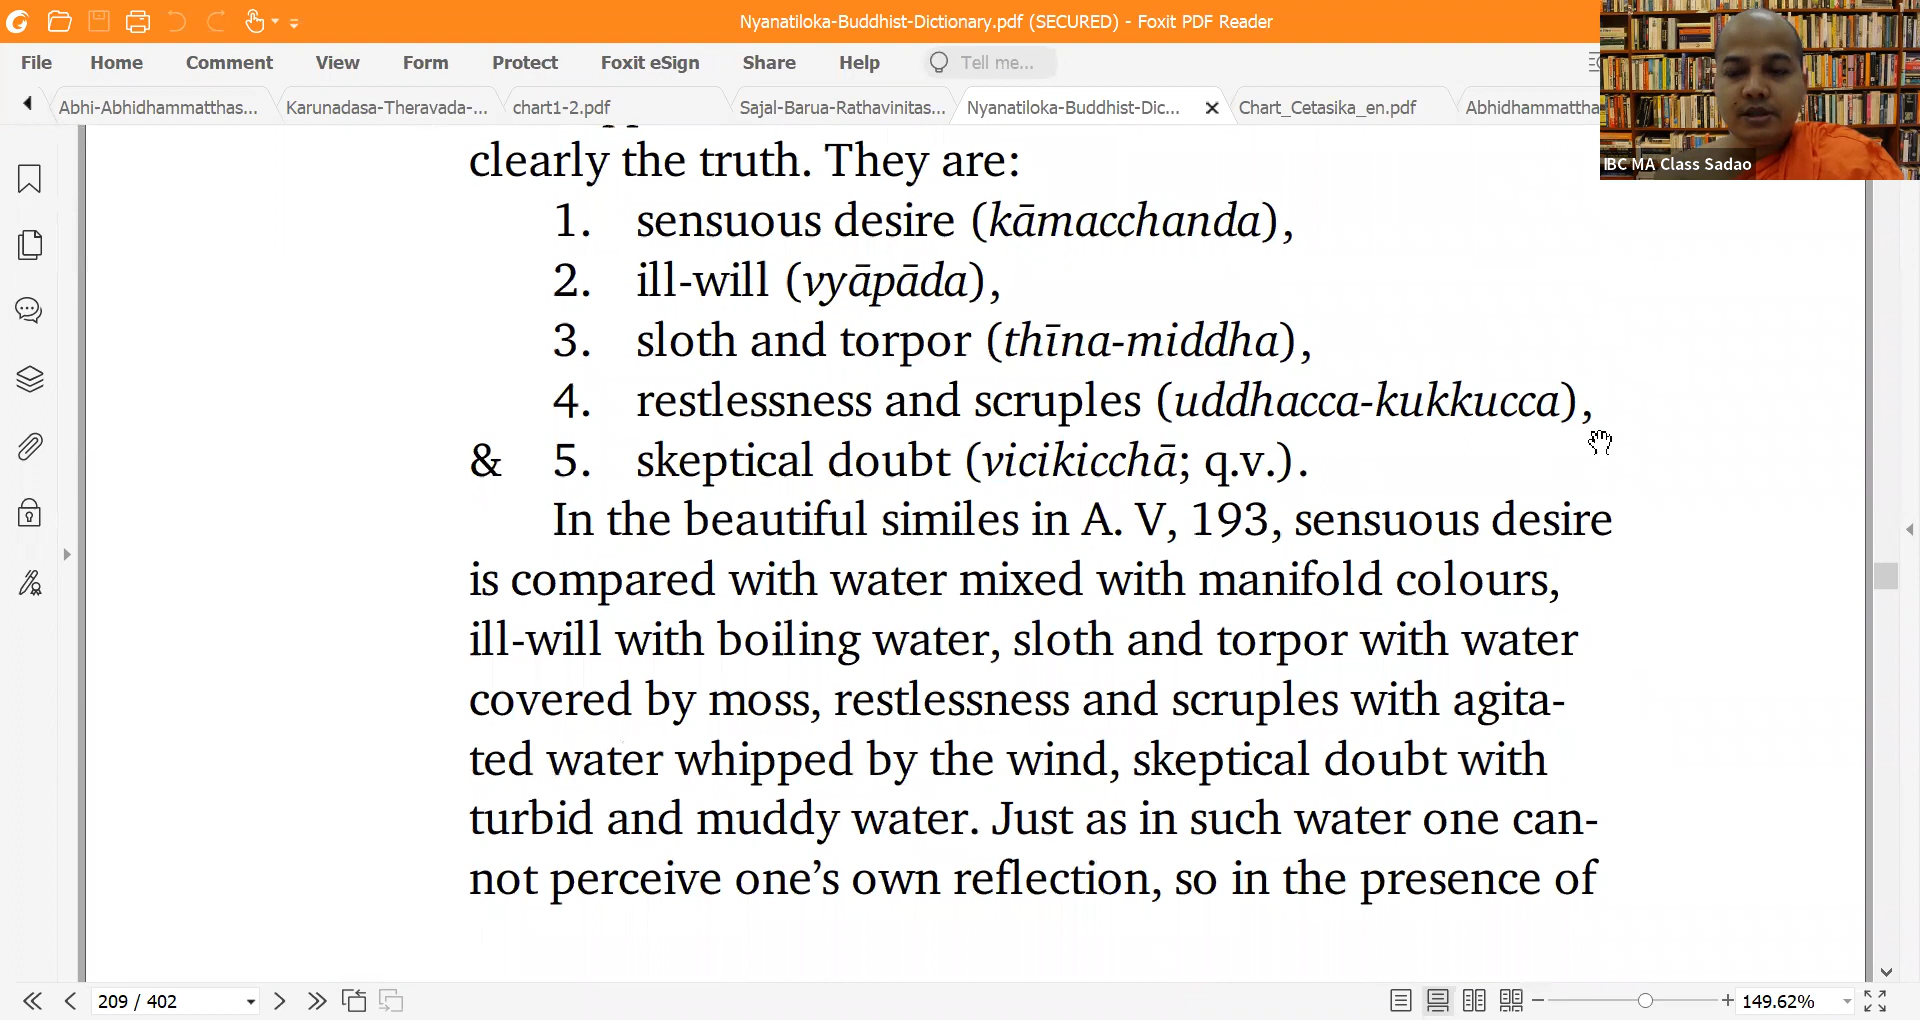 Nyanatiloka-Buddhist-Dictionary.pdf (SECURED) - Foxit PDF Reader
File Home Comment View Form Protect Foxit eSign Share Help Tell me...
Abhi-Abhidhammatthas... Karunadasa-Theravada-... chart1-2.pdf Sajal-Barua-Rathavinitas... Nyanatiloka-Buddhist-Dic... Chart_Cetasika_en.pdf Abhidhammattha
IBC MA Class Sadao
clearly the truth. They are:
1. sensuous desire (kāmacchanda),
2. ill-will (vyāpāda),
3. sloth and torpor (thīna-middha),
4. restlessness and scruples (uddhacca-kukkucca),
& 5. skeptical doubt (vicikicchā; q.v.).
In the beautiful similes in A. V, 193, sensuous desire
is compared with water mixed with manifold colours,
ill-will with boiling water, sloth and torpor with water
covered by moss, restlessness and scruples with agita-
ted water whipped by the wind, skeptical doubt with
turbid and muddy water. Just as in such water one can-
not perceive one’s own reflection, so in the presence of
209 / 402
149.62%